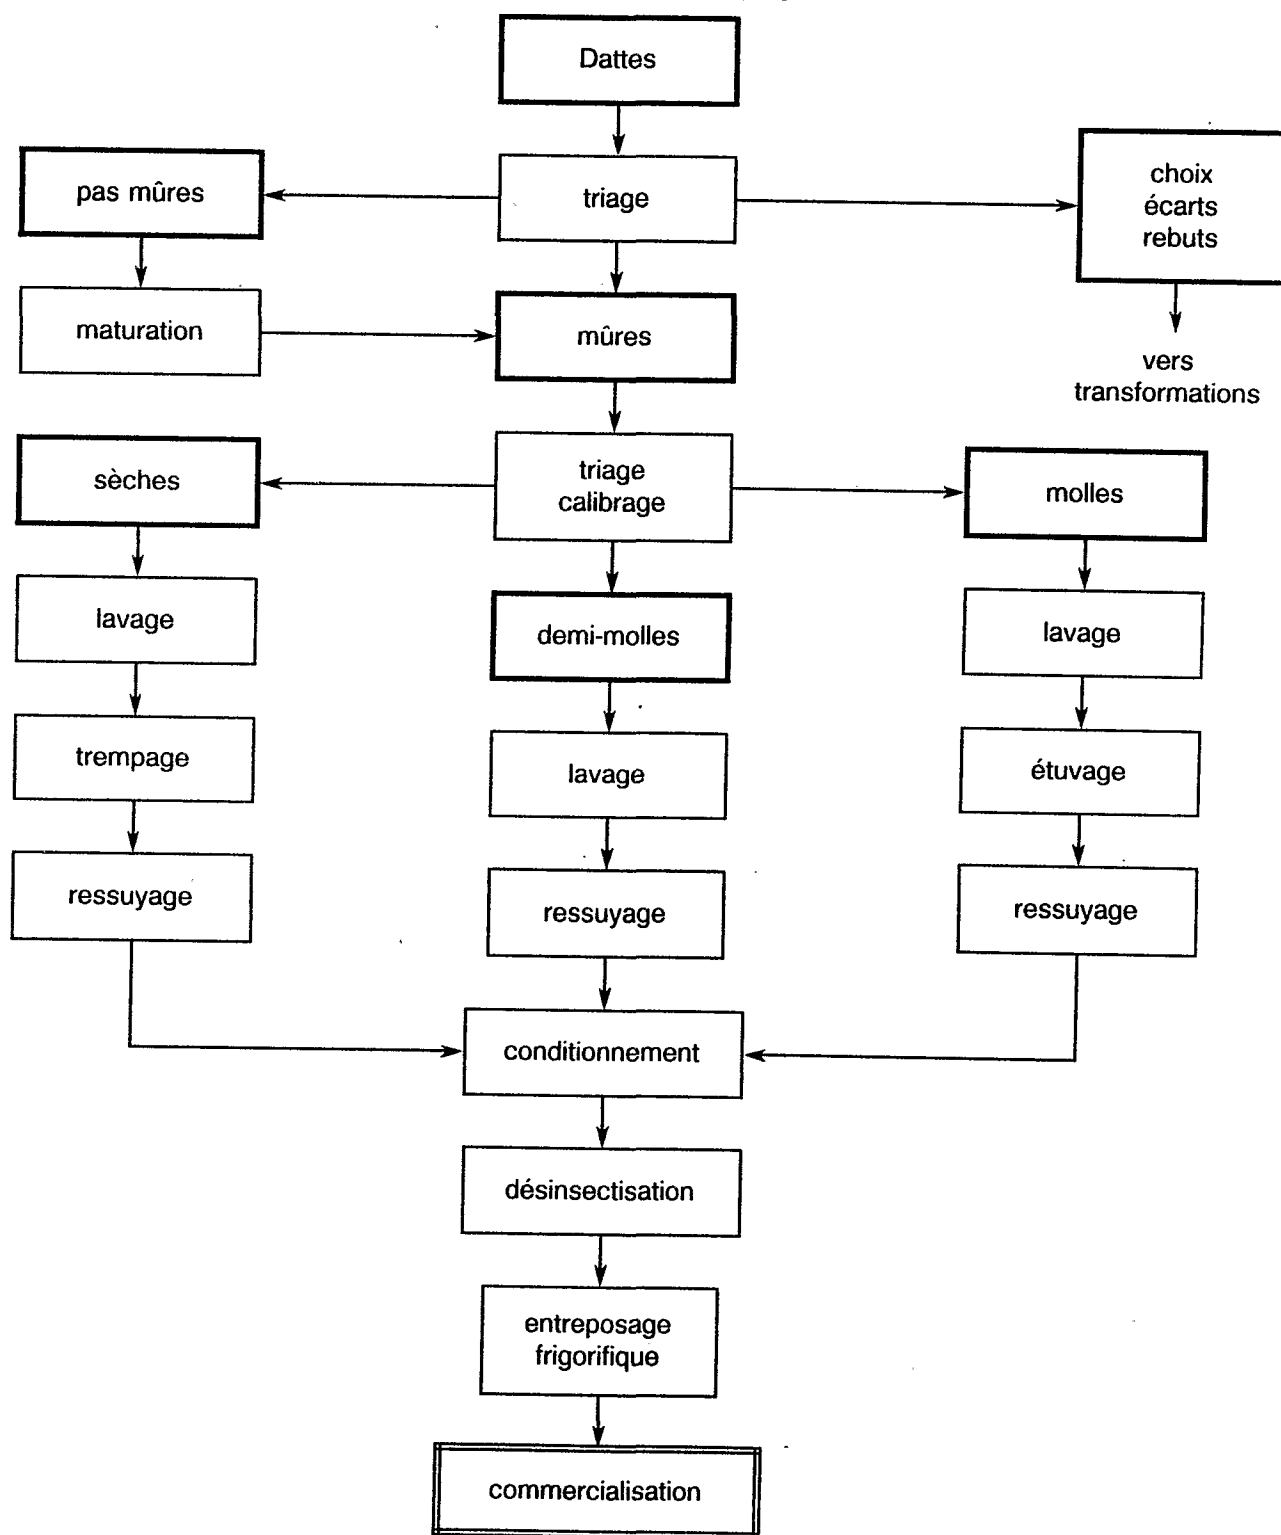 Dattes
pas mûres
triage
choix
écarts
rebuts
maturation
mûres
vers
transformations
sèches
triage
calibrage
molles
lavage
demi-molles
lavage
trempage
lavage
étuvage
ressuyage
ressuyage
ressuyage
conditionnement
désinsectisation
entreposage
frigorifique
commercialisation